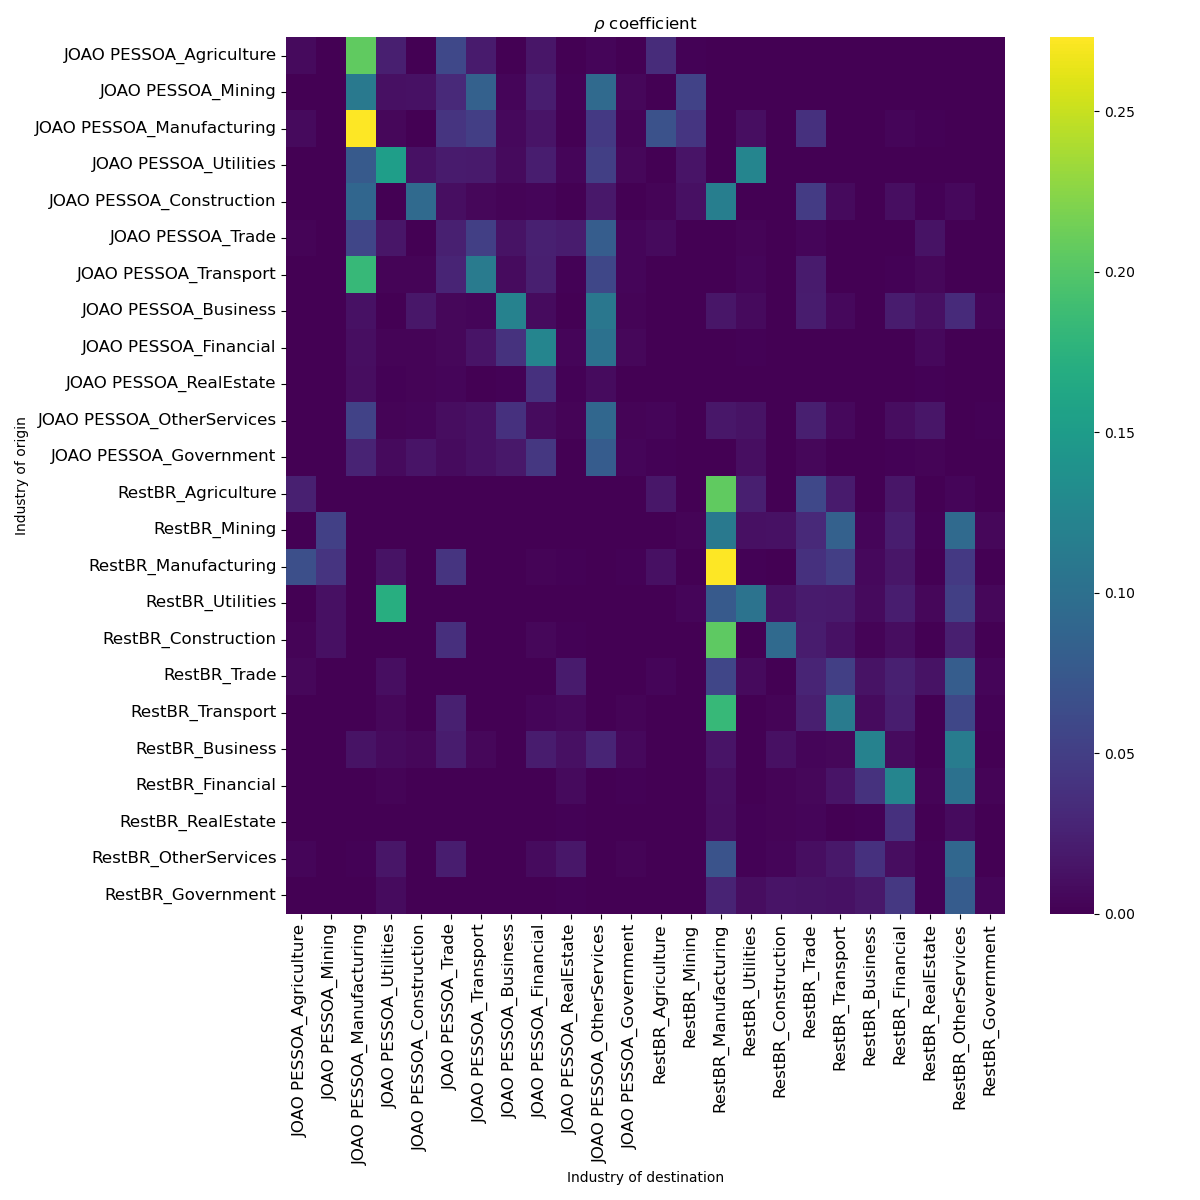 ρ coefficient
JOAO PESSOA_Agriculture
JOAO PESSOA_Mining
JOAO PESSOA_Manufacturing
JOAO PESSOA_Utilities
JOAO PESSOA_Construction
JOAO PESSOA_Trade
JOAO PESSOA_Transport
JOAO PESSOA_Business
JOAO PESSOA_Financial
JOAO PESSOA_RealEstate
JOAO PESSOA_OtherServices
JOAO PESSOA_Government
RestBR_Agriculture
RestBR_Mining
RestBR_Manufacturing
RestBR_Utilities
RestBR_Construction
RestBR_Trade
RestBR_Transport
RestBR_Business
RestBR_Financial
RestBR_RealEstate
RestBR_OtherServices
RestBR_Government
Industry of origin
JOAO PESSOA_Agriculture
JOAO PESSOA_Mining
JOAO PESSOA_Manufacturing
JOAO PESSOA_Utilities
JOAO PESSOA_Construction
JOAO PESSOA_Trade
JOAO PESSOA_Transport
JOAO PESSOA_Business
JOAO PESSOA_Financial
JOAO PESSOA_RealEstate
JOAO PESSOA_OtherServices
JOAO PESSOA_Government
RestBR_Agriculture
RestBR_Mining
RestBR_Manufacturing
RestBR_Utilities
RestBR_Construction
RestBR_Trade
RestBR_Transport
RestBR_Business
RestBR_Financial
RestBR_RealEstate
RestBR_OtherServices
RestBR_Government
Industry of destination
0.25
0.20
0.15
0.10
0.05
0.00